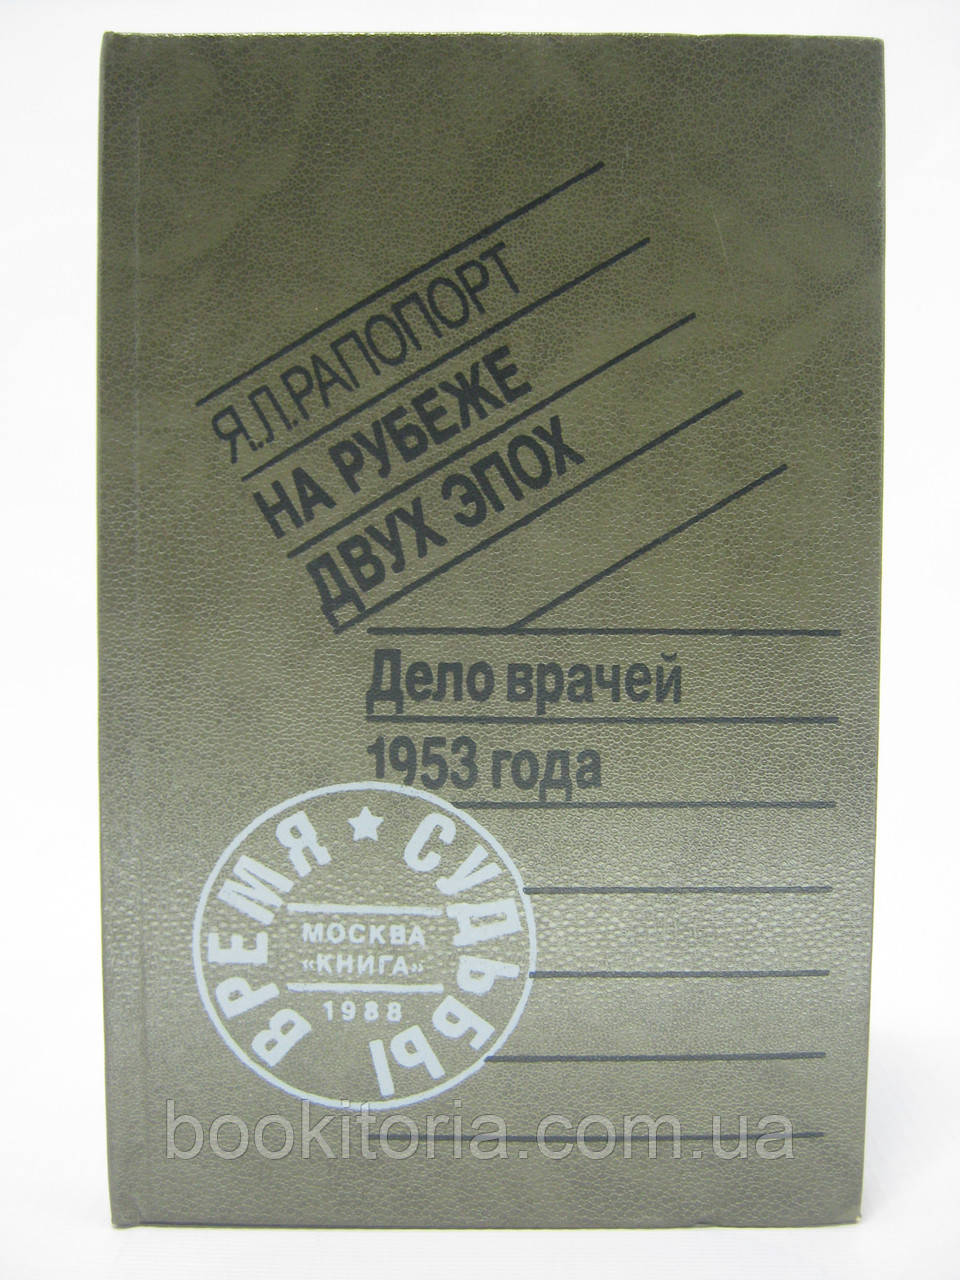 Я.Л.РАПОПОРТ
НА РУБЕЖЕ
ДВУХ ЭПОХ
Дело врачей
1953 года
ВРЕМЯ ★ СУДЬБЫ
МОСКВА
«КНИГА»
1988
bookitoria.com.ua